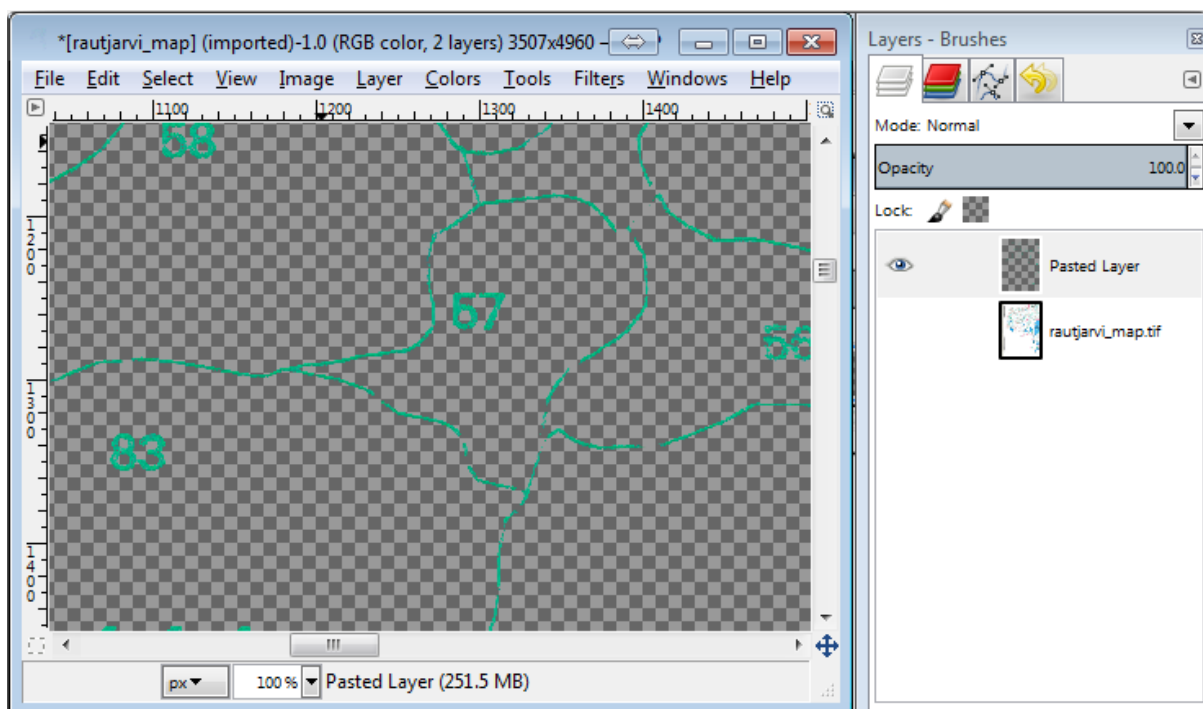 *[rautjarvi_map] (imported)-1.0 (RGB color, 2 layers) 3507x4960 –
File Edit Select View Image Layer Colors Tools Filters Windows Help
1100 1200 1300 1400
58
1200
57
56
1300
83
1400
px 100 % Pasted Layer (251.5 MB)
Layers - Brushes
Mode: Normal
Opacity 100.0
Lock:
Pasted Layer
rautjarvi_map.tif